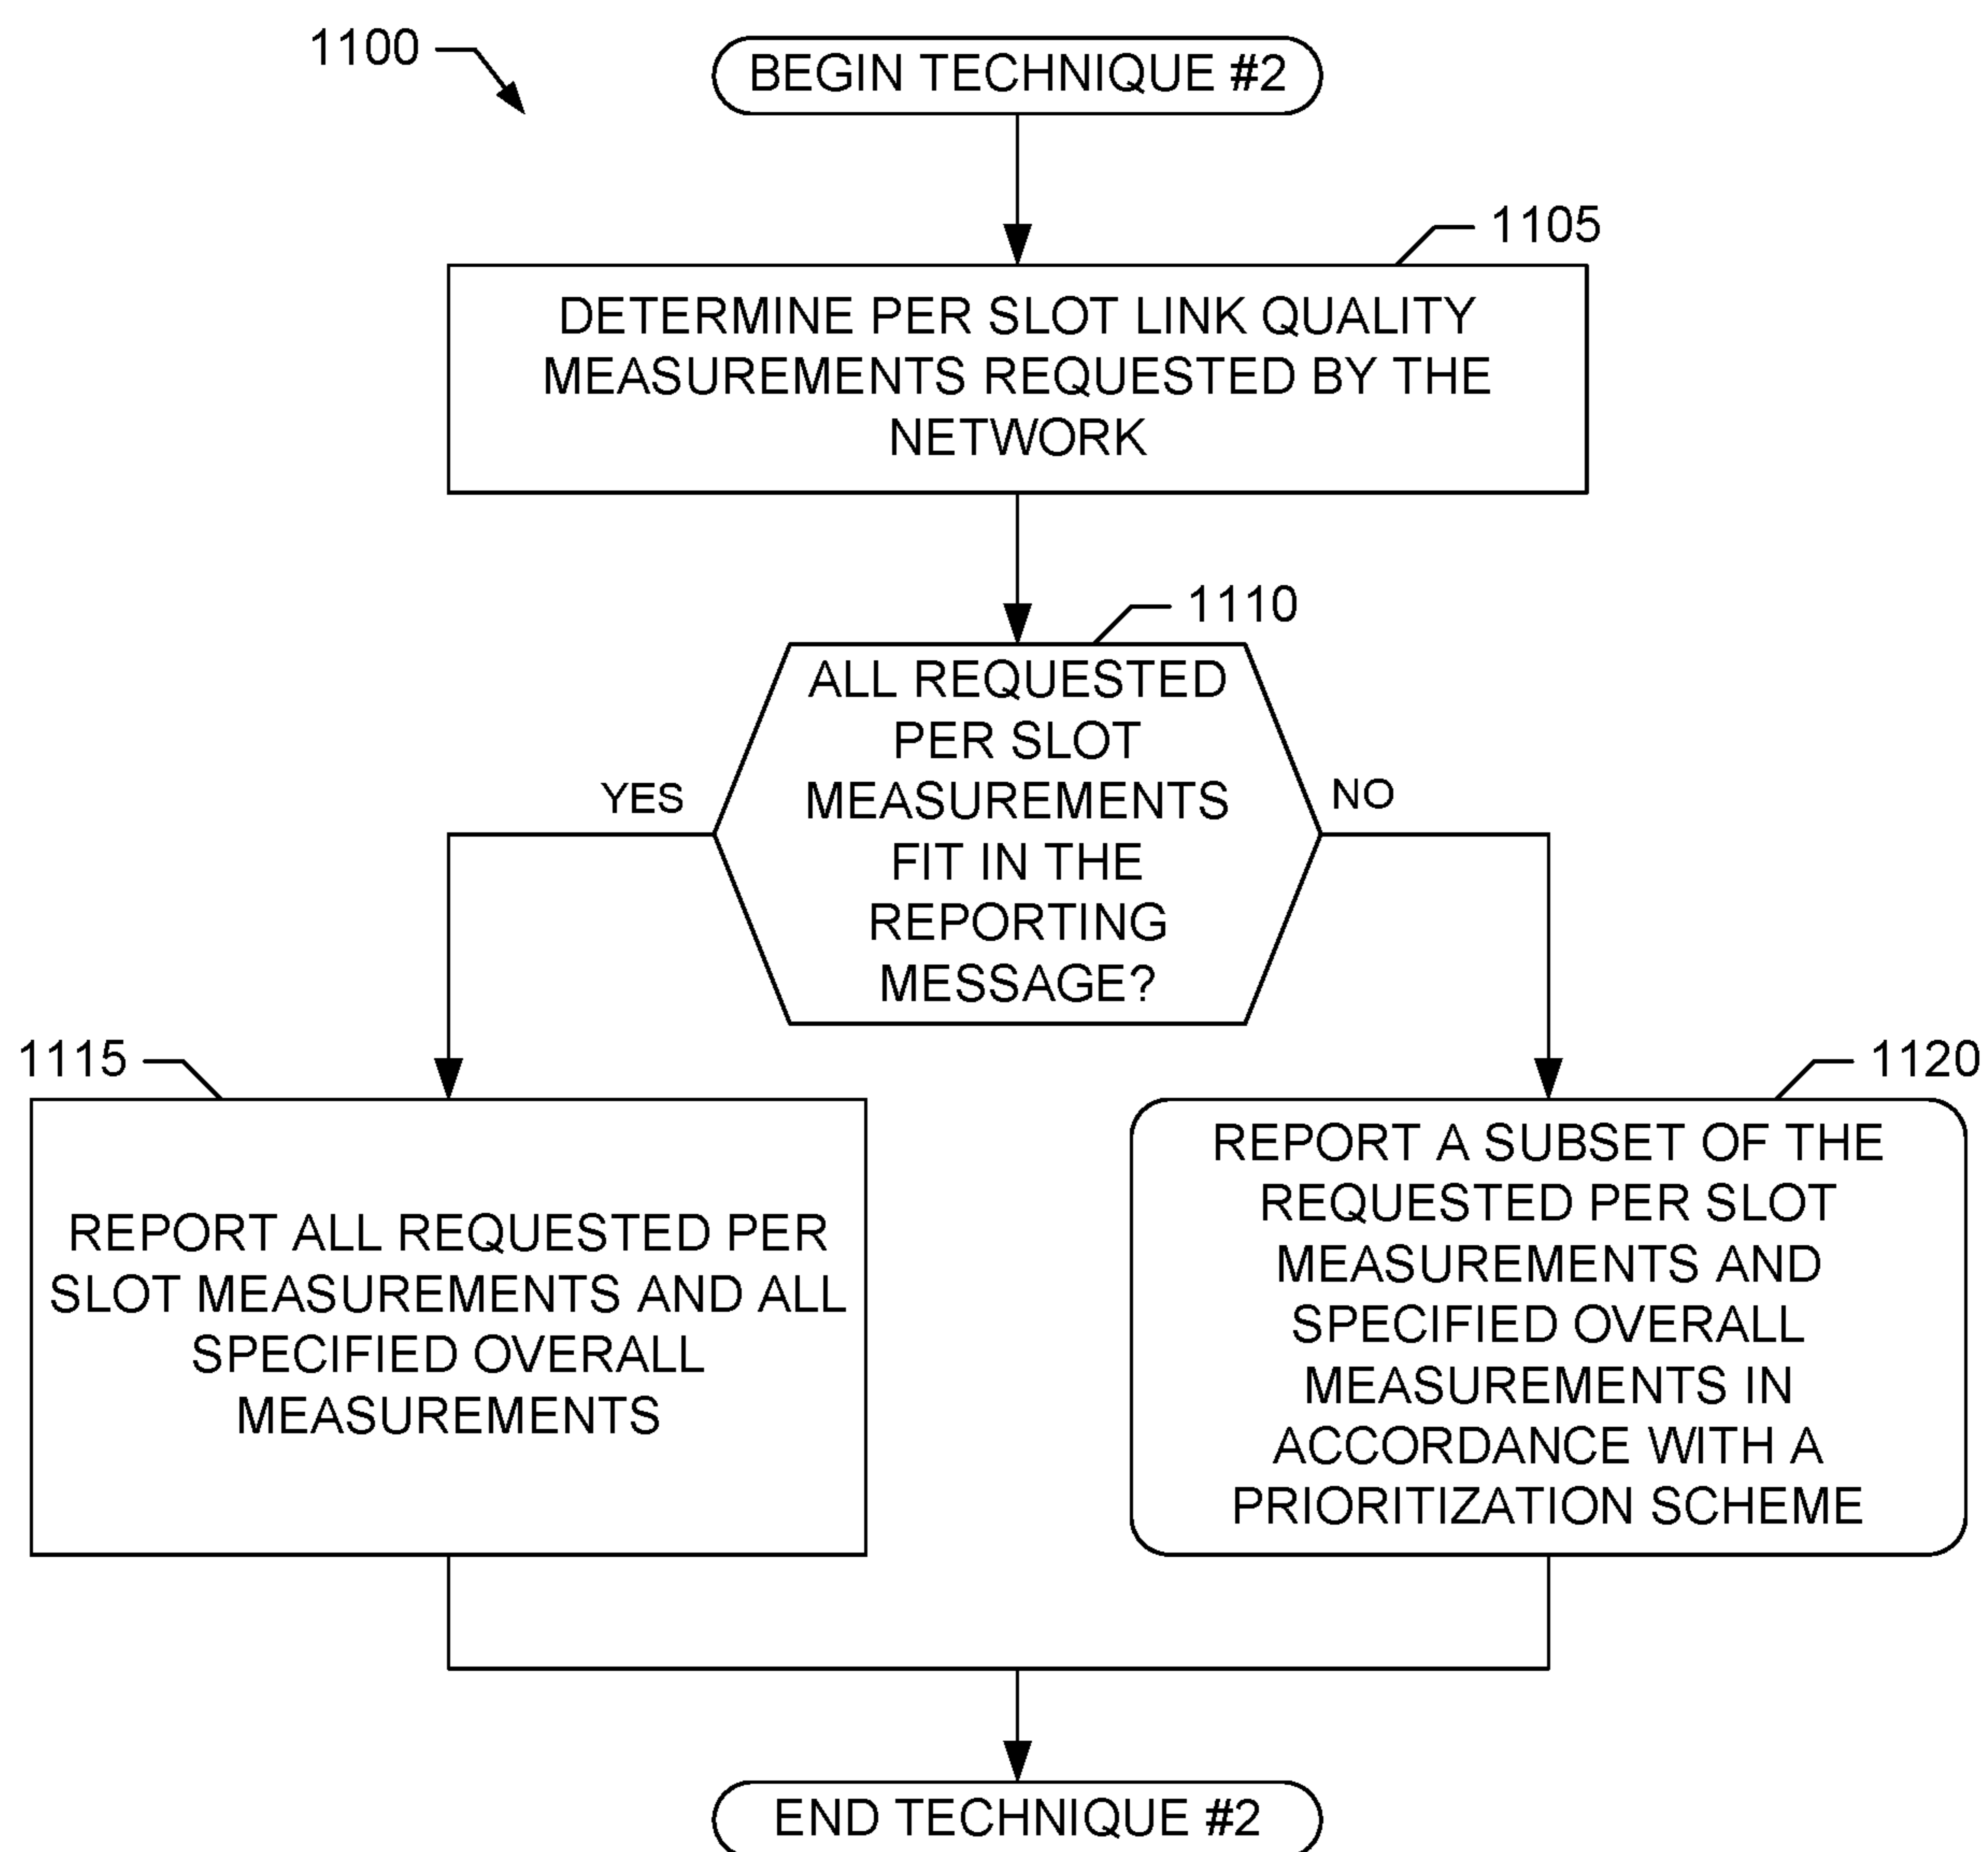 1100
BEGIN TECHNIQUE #2
1105
DETERMINE PER SLOT LINK QUALITY
MEASUREMENTS REQUESTED BY THE
NETWORK
1110
ALL REQUESTED
PER SLOT
MEASUREMENTS
FIT IN THE
REPORTING
MESSAGE?
YES
NO
1115
REPORT ALL REQUESTED PER
SLOT MEASUREMENTS AND ALL
SPECIFIED OVERALL
MEASUREMENTS
1120
REPORT A SUBSET OF THE
REQUESTED PER SLOT
MEASUREMENTS AND
SPECIFIED OVERALL
MEASUREMENTS IN
ACCORDANCE WITH A
PRIORITIZATION SCHEME
END TECHNIQUE #2